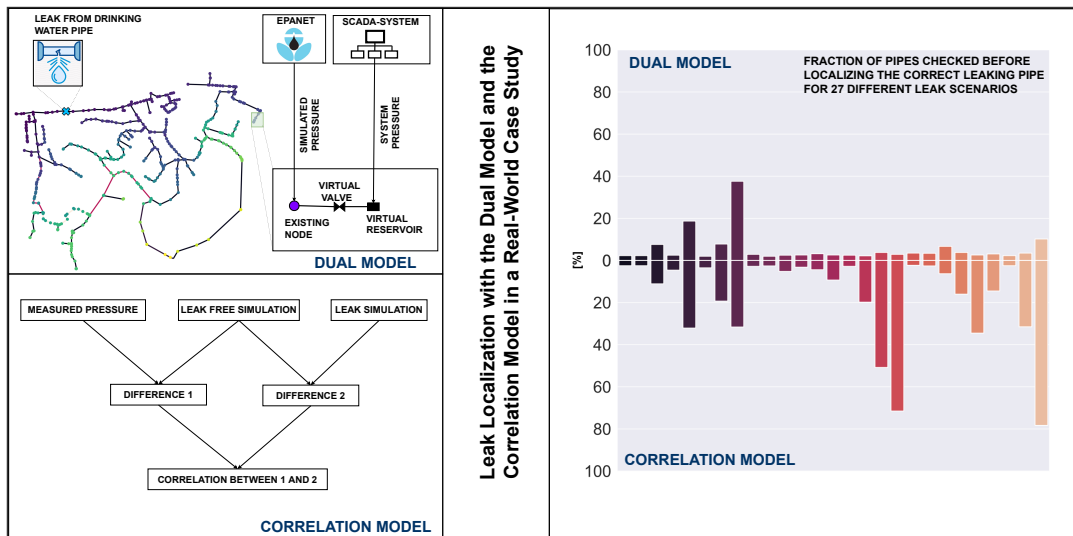 LEAK FROM DRINKING
WATER PIPE
EPANET
SCADA-SYSTEM
SIMULATED
PRESSURE
SYSTEM
PRESSURE
VIRTUAL
VALVE
EXISTING
NODE
VIRTUAL
RESERVOIR
DUAL MODEL
MEASURED PRESSURE
LEAK FREE SIMULATION
LEAK SIMULATION
DIFFERENCE 1
DIFFERENCE 2
CORRELATION BETWEEN 1 AND 2
CORRELATION MODEL
Leak Localization with the Dual Model and the
Correlation Model in a Real-World Case Study
DUAL MODEL
FRACTION OF PIPES CHECKED BEFORE
LOCALIZING THE CORRECT LEAKING PIPE
FOR 27 DIFFERENT LEAK SCENARIOS
100
80
60
40
20
0
20
40
60
80
100
[%]
CORRELATION MODEL